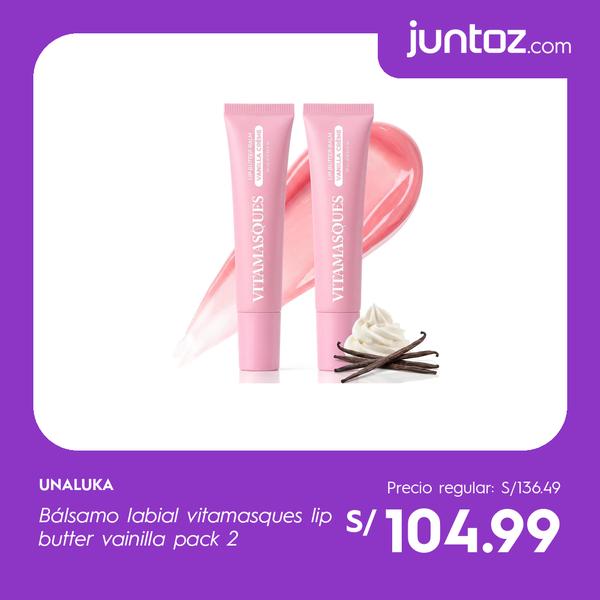 juntoz.com
LIP BUTTER BALM
VANILLA CRÈME
VITAMASQUES
LIP BUTTER BALM
VANILLA CRÈME
VITAMASQUES
UNALUKA
Bálsamo labial vitamasques lip
butter vainilla pack 2
Precio regular: S/136.49
S/104.99